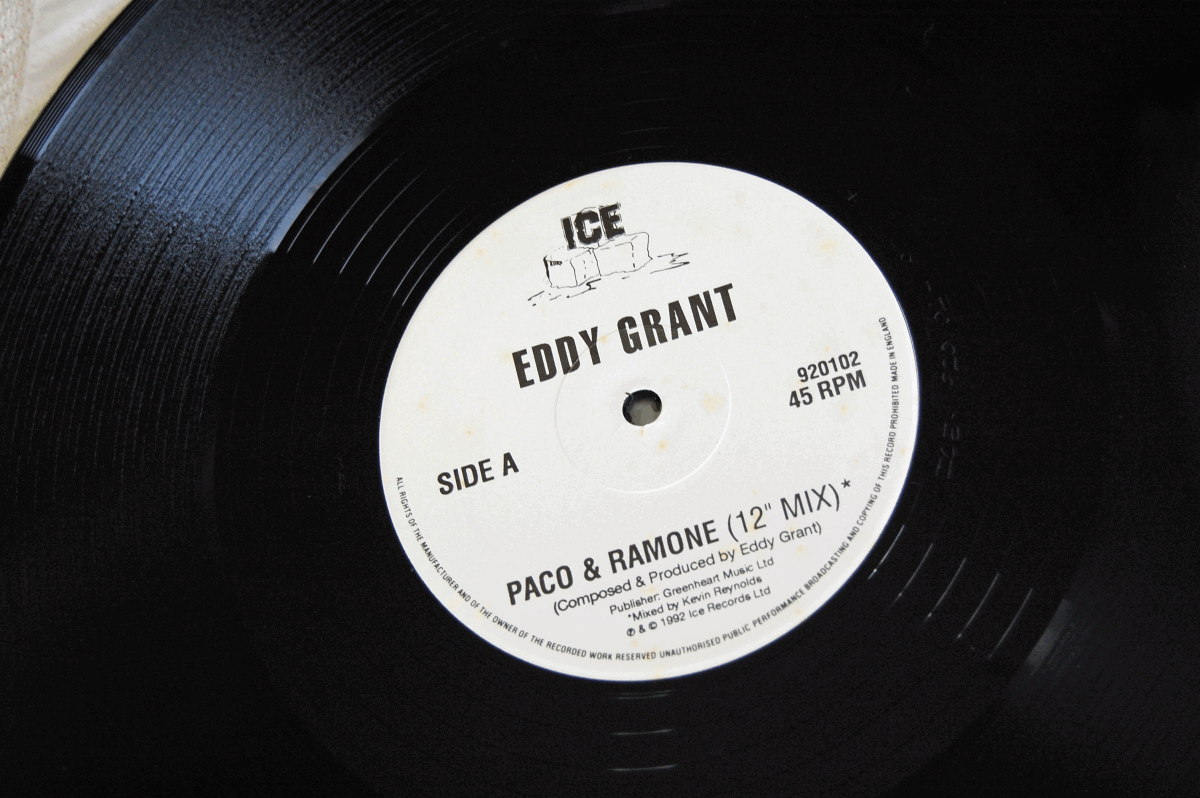 ICE
EDDY GRANT
920102
45 RPM
SIDE A
PACO & RAMONE (12" MIX)*
(Composed & Produced by Eddy Grant)
Publisher: Greenheart Music Ltd
*Mixed by Kevin Reynolds
℗ & © 1992 Ice Records Ltd
ALL RIGHTS OF THE MANUFACTURER AND OF THE OWNER OF THE RECORDED WORK RESERVED UNAUTHORISED PUBLIC PERFORMANCE BROADCASTING AND COPYING OF THIS RECORD PROHIBITED MADE IN ENGLAND